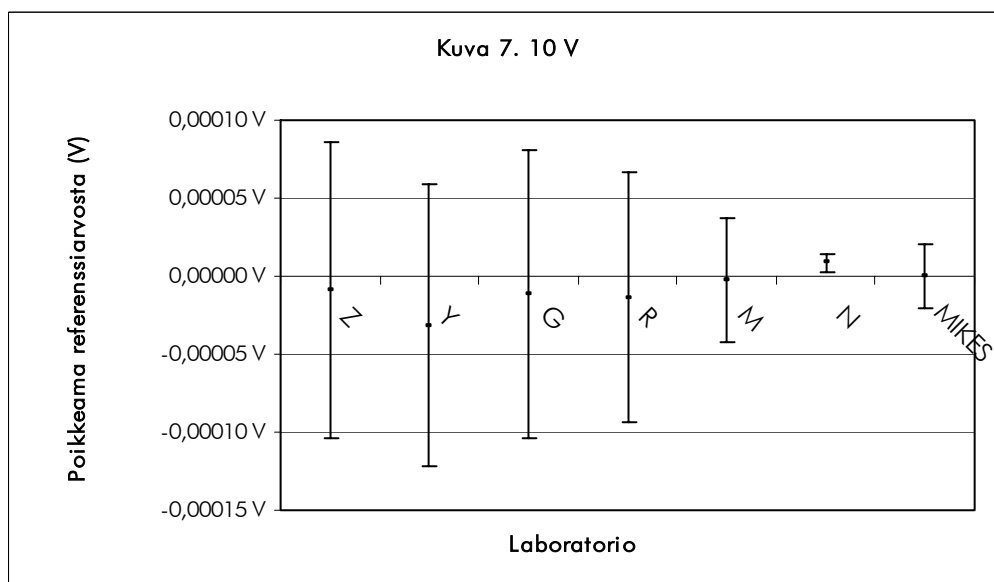 Kuva 7. 10 V
Poikkeama referenssiarvosta (V)
0,00010 V
0,00005 V
0,00000 V
-0,00005 V
-0,00010 V
-0,00015 V
Z
Y
G
R
M
N
MIKES
Laboratorio